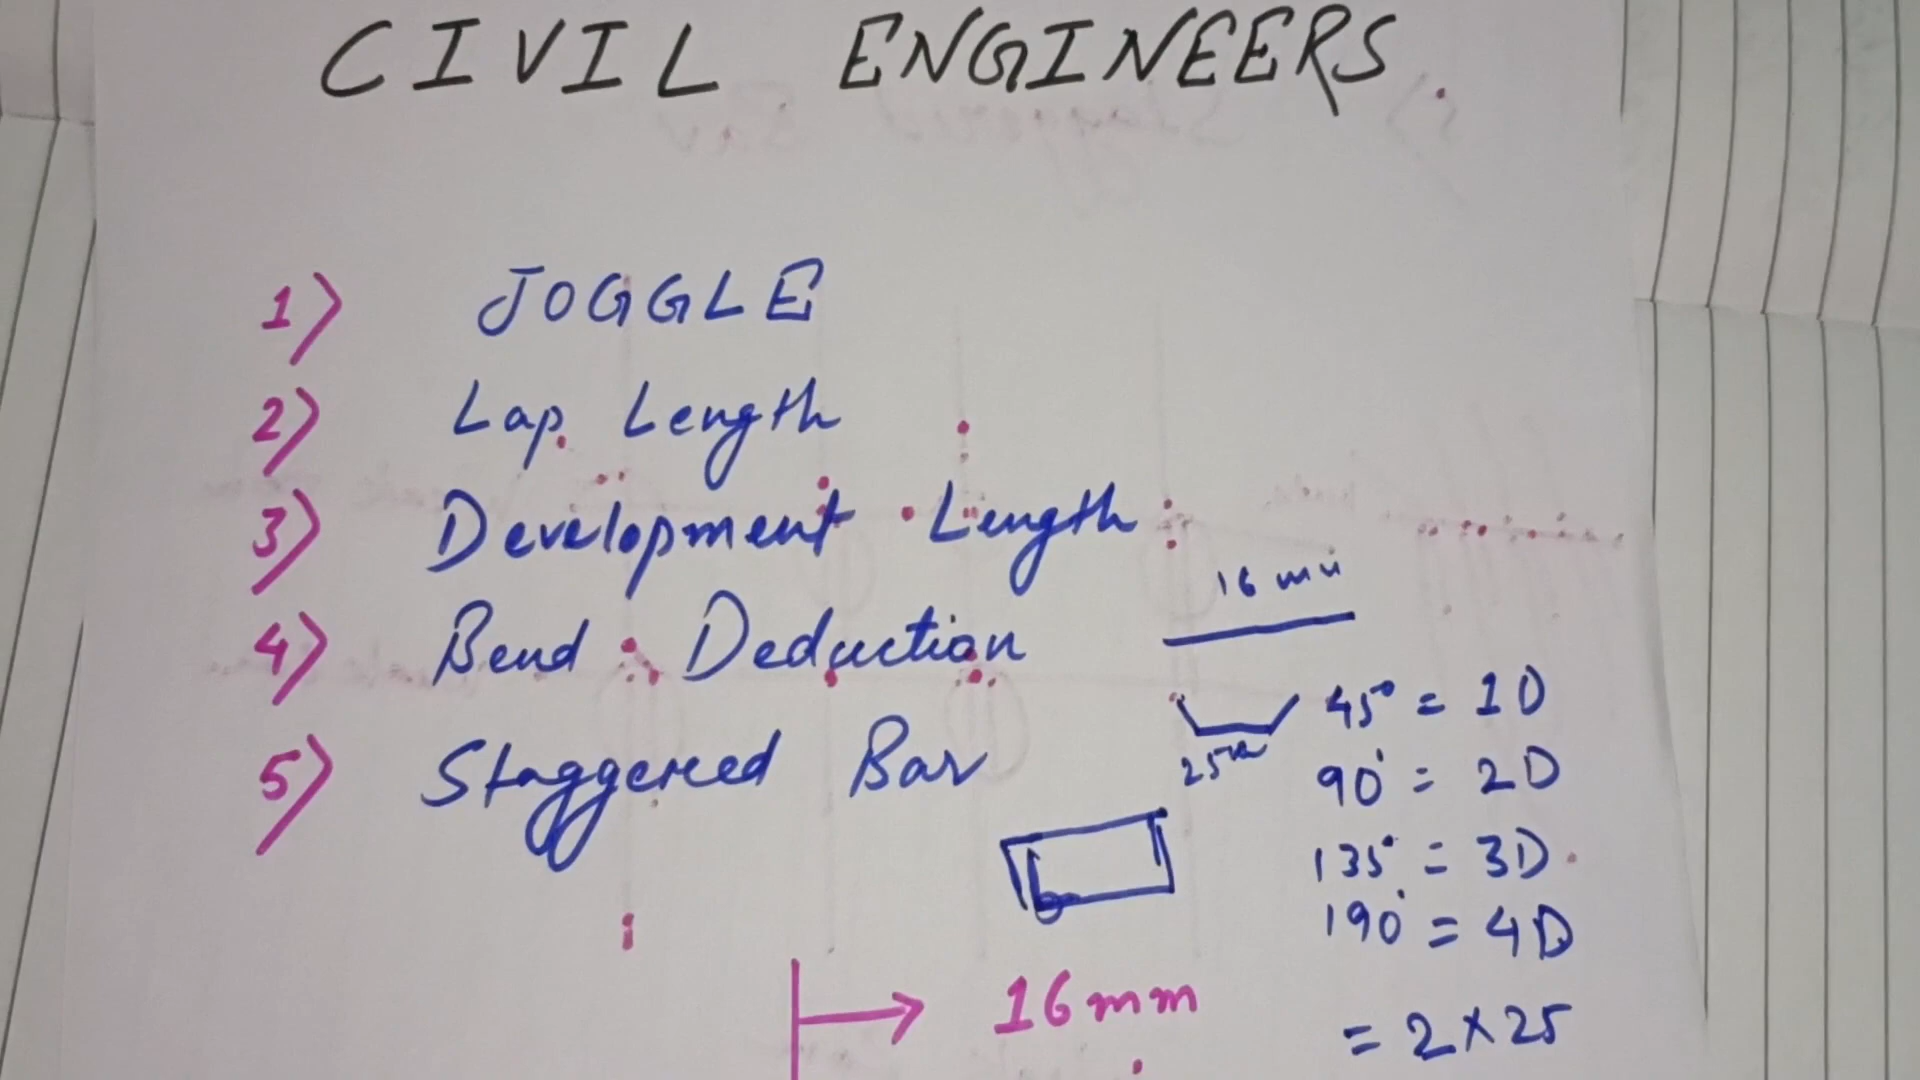 CIVIL ENGINEERS
1) JOGGLE
2) Lap Length
3) Development Length
16 mm
4) Bend Deduction
45° = 1D
25
90° = 2D
5) Staggered Bar
135° = 3D
190° = 4D
16mm
= 2 x 25